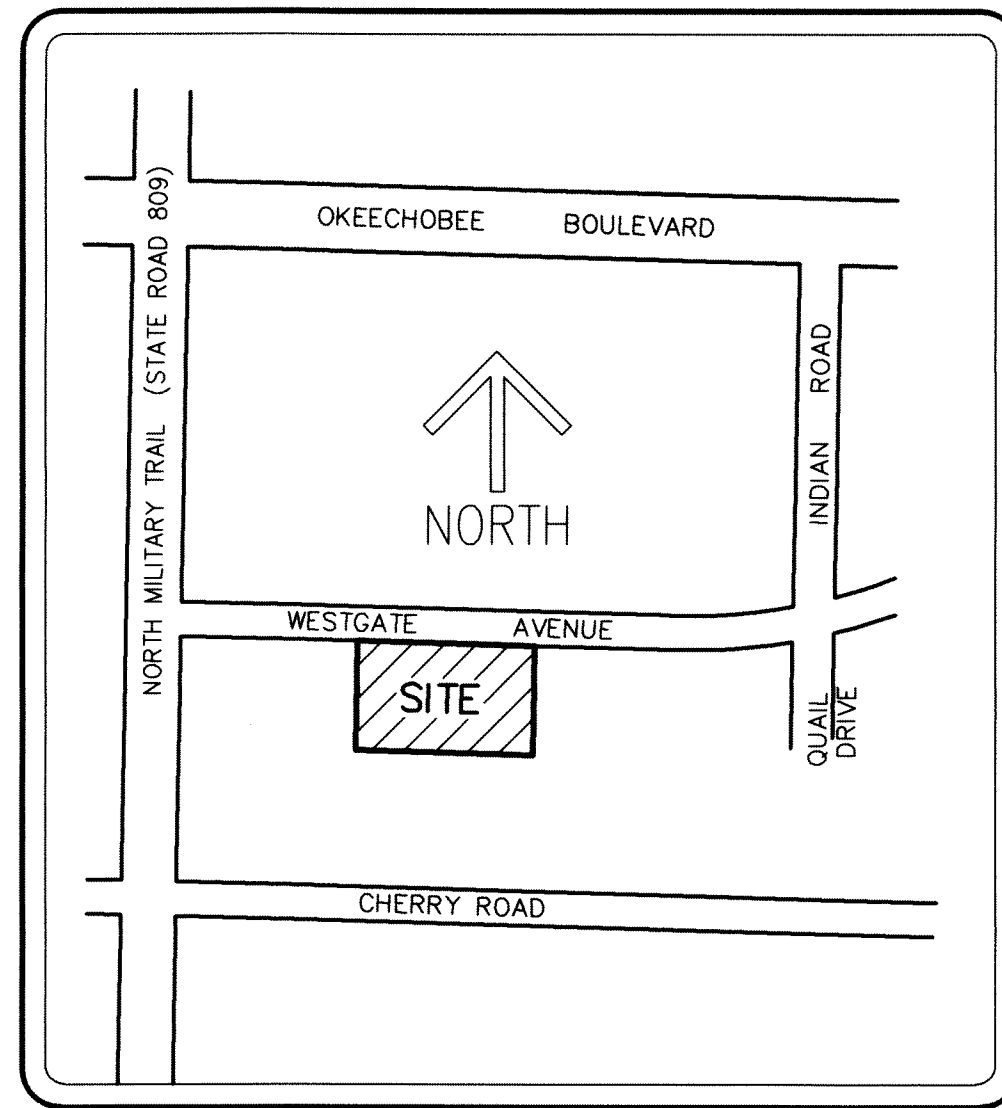 OKEECHOBEE BOULEVARD
NORTH MILITARY TRAIL (STATE ROAD 809)
INDIAN ROAD
NORTH
WESTGATE AVENUE
SITE
QUAIL
DRIVE
CHERRY ROAD